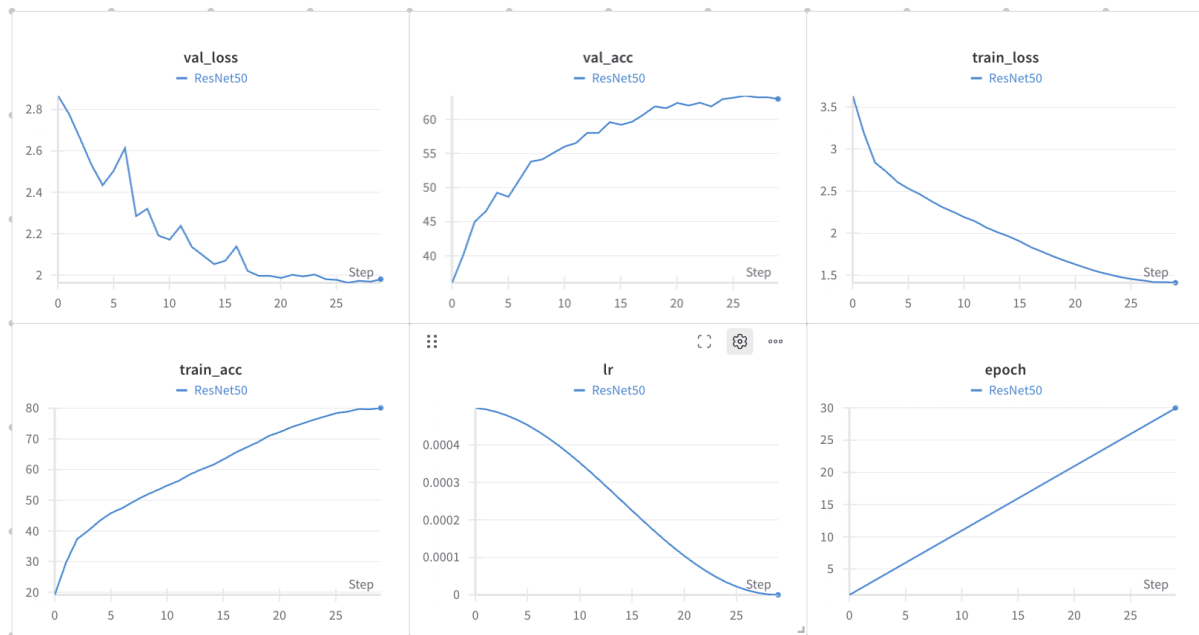 val_loss
ResNet50
2.8
2.6
2.4
2.2
2
Step
0 5 10 15 20 25
val_acc
ResNet50
60
55
50
45
40
Step
0 5 10 15 20 25
train_loss
ResNet50
3.5
3
2.5
2
1.5
Step
0 5 10 15 20 25
train_acc
ResNet50
80
70
60
50
40
30
20
Step
0 5 10 15 20 25
lr
ResNet50
0.0004
0.0003
0.0002
0.0001
0
Step
0 5 10 15 20 25
epoch
ResNet50
30
25
20
15
10
5
Step
0 5 10 15 20 25